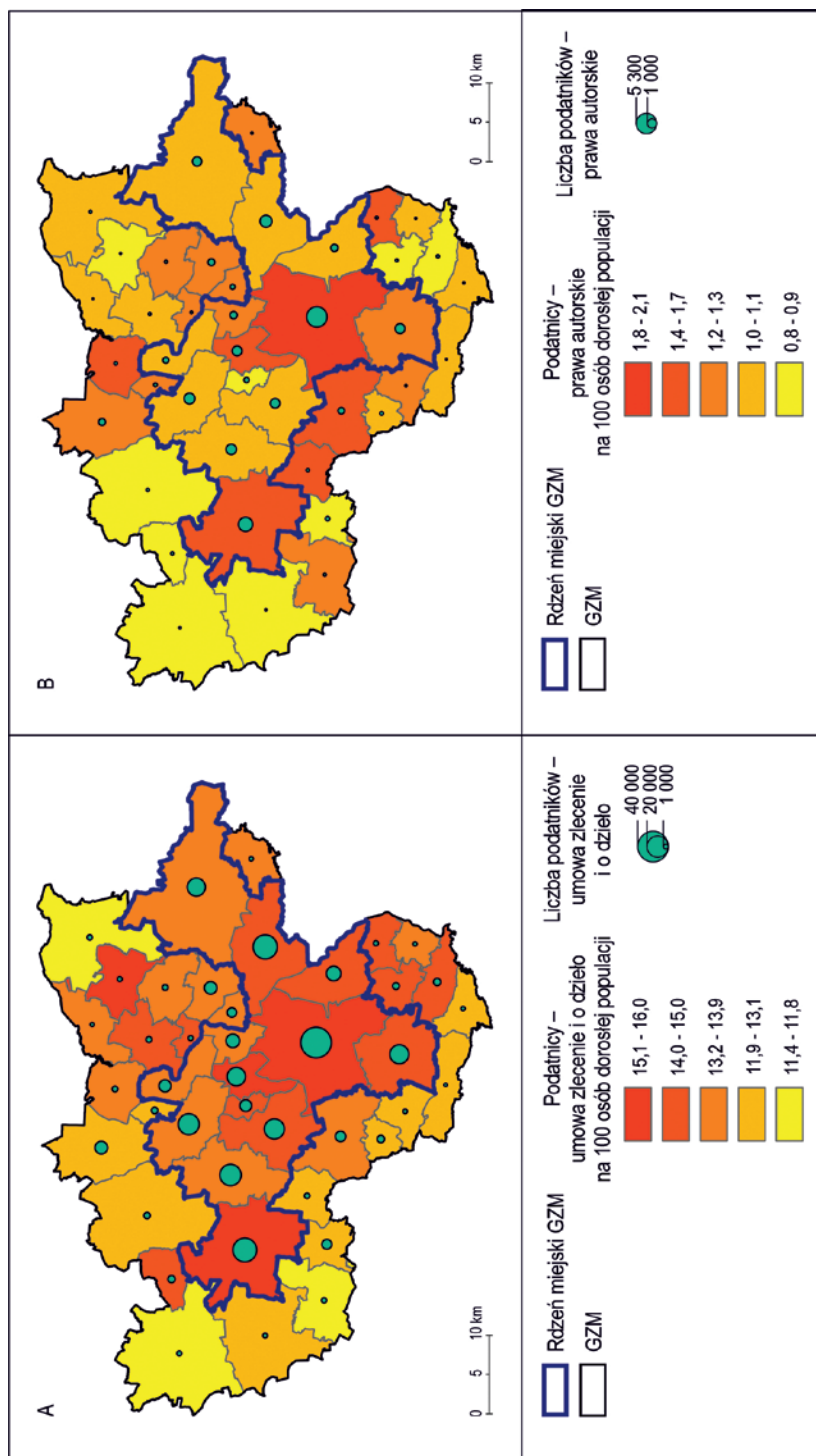 A
0 5 10 km
Rdzeń miejski GZM
GZM
Podatnicy –
umowa zlecenie i o dzieło
na 100 osób dorosłej populacji
15,1 - 16,0
14,0 - 15,0
13,2 - 13,9
11,9 - 13,1
11,4 - 11,8
Liczba podatników –
umowa zlecenie
i o dzieło
40 000
20 000
1 000
B
0 5 10 km
Rdzeń miejski GZM
GZM
Podatnicy –
prawa autorskie
na 100 osób dorosłej populacji
1,8 - 2,1
1,4 - 1,7
1,2 - 1,3
1,0 - 1,1
0,8 - 0,9
Liczba podatników –
prawa autorskie
5 300
1 000